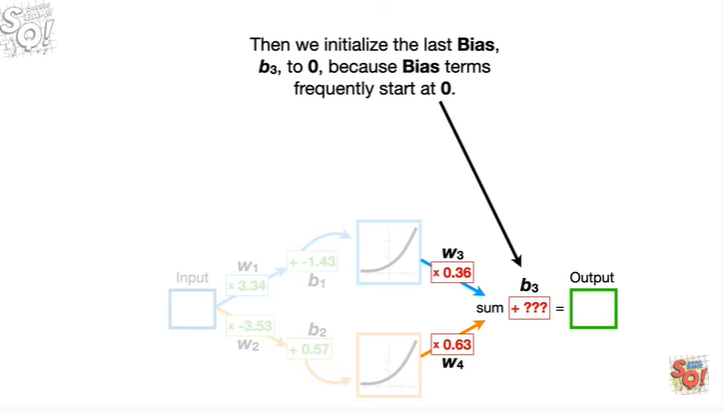 Then we initialize the last Bias,
b3, to 0, because Bias terms
frequently start at 0.
Input
W1
x 3.34
+ -1.43
b1
x -3.53
W2
b2
+ 0.57
W3
x 0.36
x 0.63
W4
b3
sum + ??? =
Output
SQ!
SQ!